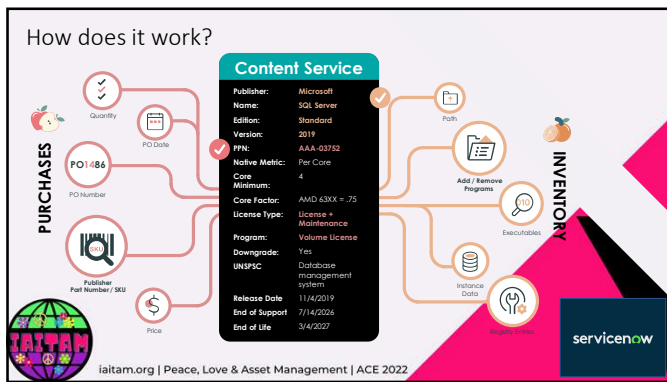 How does it work?
Content Service
Publisher: Microsoft
Name: SQL Server
Edition: Standard
Version: 2019
PPN: AAA-03752
Native Metric: Per Core
Core Minimum: 4
Core Factor: AMD 63XX = .75
License Type: License + Maintenance
Program: Volume License
Downgrade: Yes
UNSPSC Database management system
Release Date 11/4/2019
End of Support 7/14/2026
End of Life 3/4/2027
PURCHASES
Quantity
PO Date
PO1486
PO Number
SKU
Publisher
Part Number / SKU
$
Price
INVENTORY
Path
Add / Remove
Programs
010
Executables
Instance
Data
Registry Entries
IAITAM
iaitam.org | Peace, Love & Asset Management | ACE 2022
servicenow